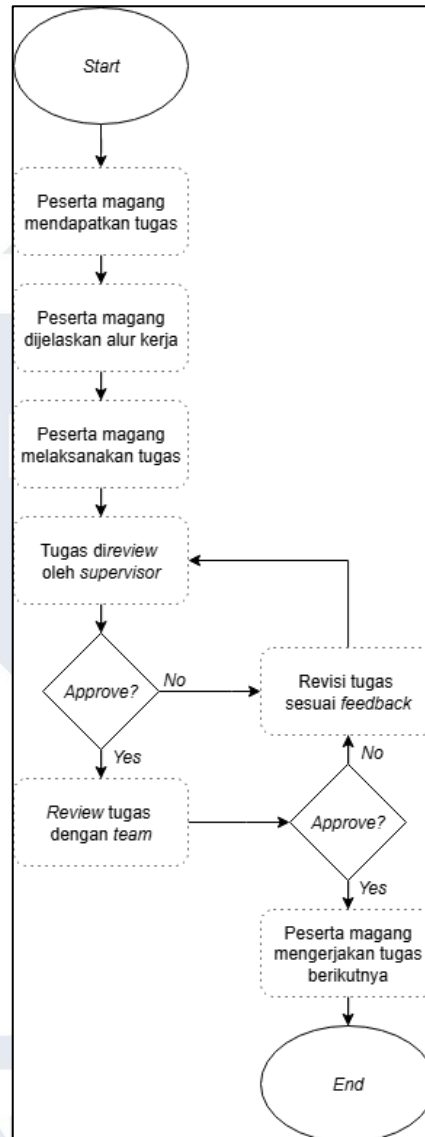 Start
Peserta magang
mendapatkan tugas
Peserta magang
dijelaskan alur kerja
Peserta magang
melaksanakan tugas
Tugas direview
oleh supervisor
Approve?
No
Revisi tugas
sesuai feedback
Yes
Review tugas
dengan team
Approve?
No
Yes
Peserta magang
mengerjakan tugas
berikutnya
End